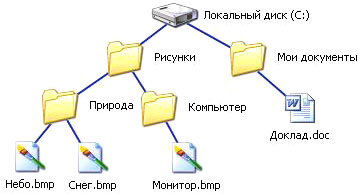 Локальный диск (C:)
Рисунки
Мои документы
Природа
Компьютер
Доклад.doc
Небо.bmp
Снег.bmp
Монитор.bmp